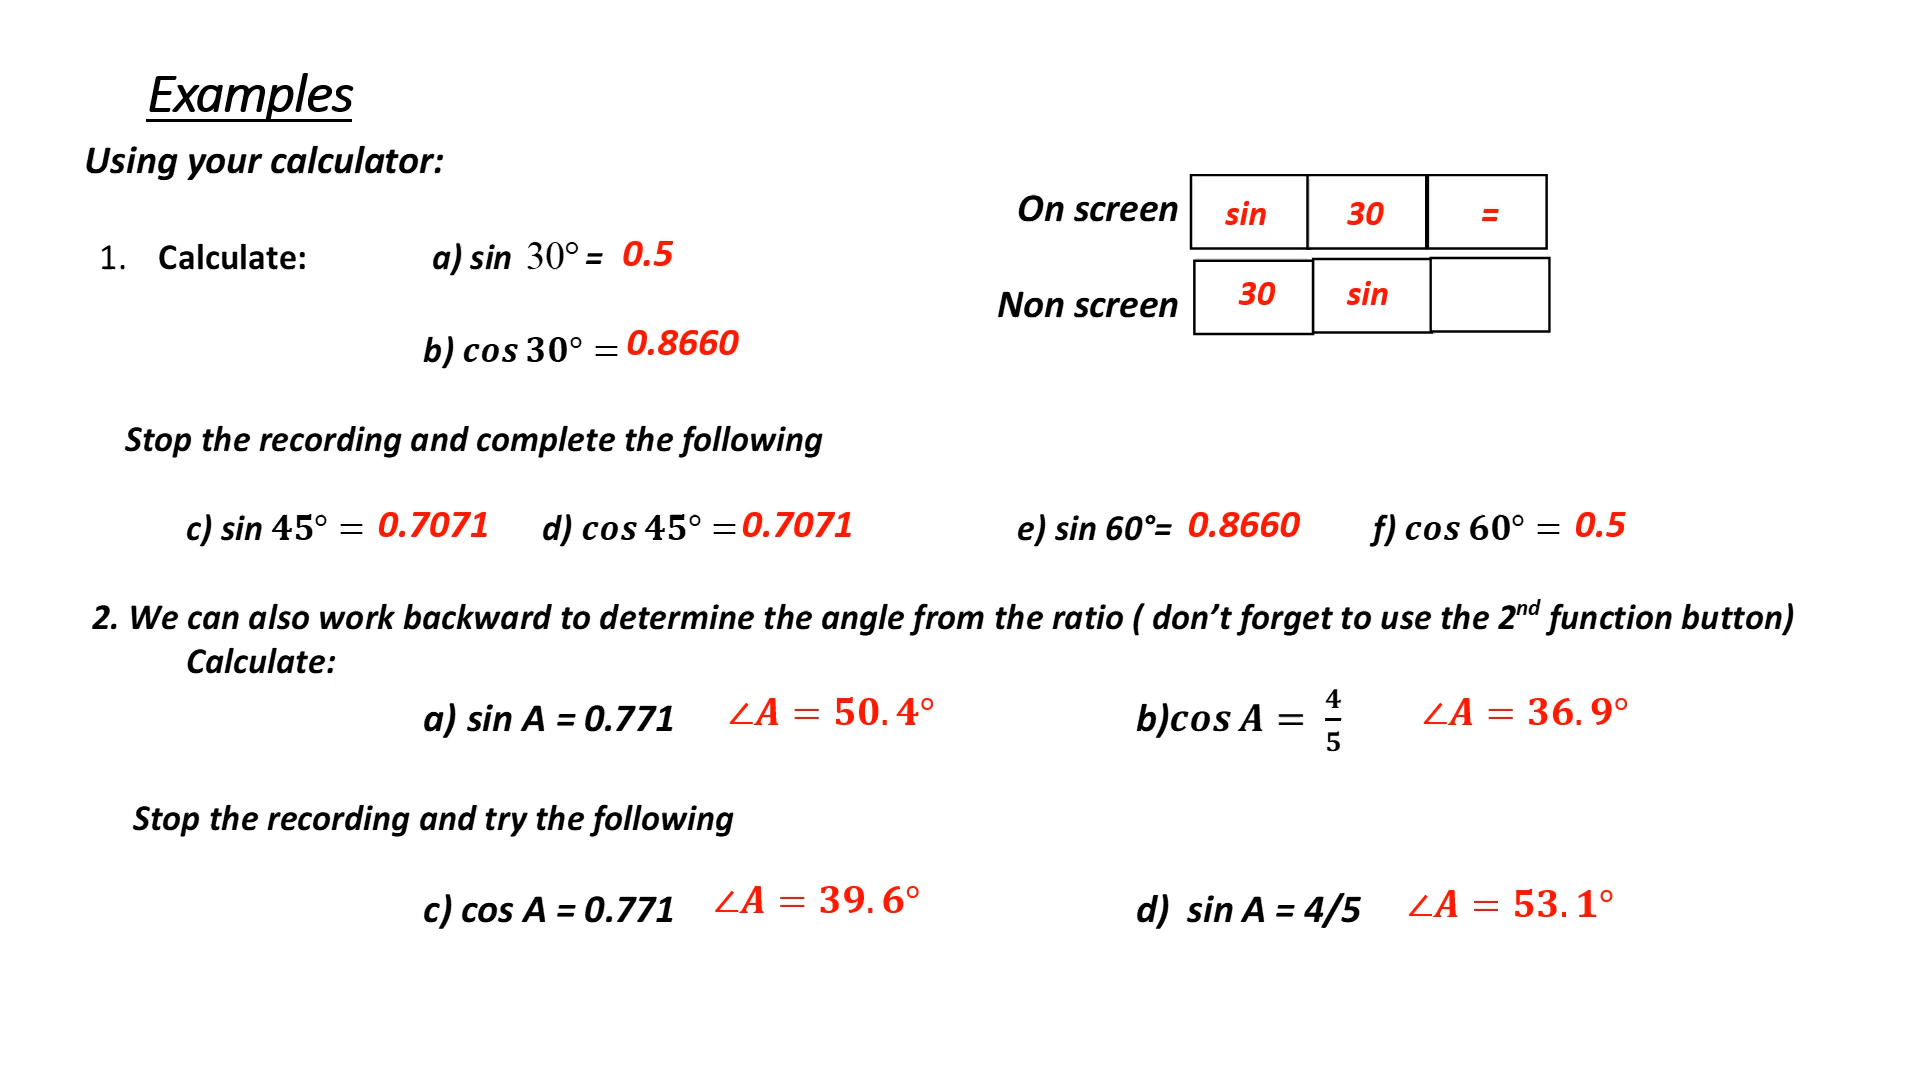 Examples
Using your calculator:
On screen sin 30 =
1. Calculate: a) sin 30° = 0.5
Non screen 30 sin
b) cos 30° = 0.8660
Stop the recording and complete the following
c) sin 45° = 0.7071 d) cos 45° = 0.7071 e) sin 60°= 0.8660 f) cos 60° = 0.5
2. We can also work backward to determine the angle from the ratio ( don’t forget to use the 2nd function button)
Calculate:
a) sin A = 0.771 ∠A = 50.4° b)cos A = 4/5 ∠A = 36.9°
Stop the recording and try the following
c) cos A = 0.771 ∠A = 39.6° d) sin A = 4/5 ∠A = 53.1°